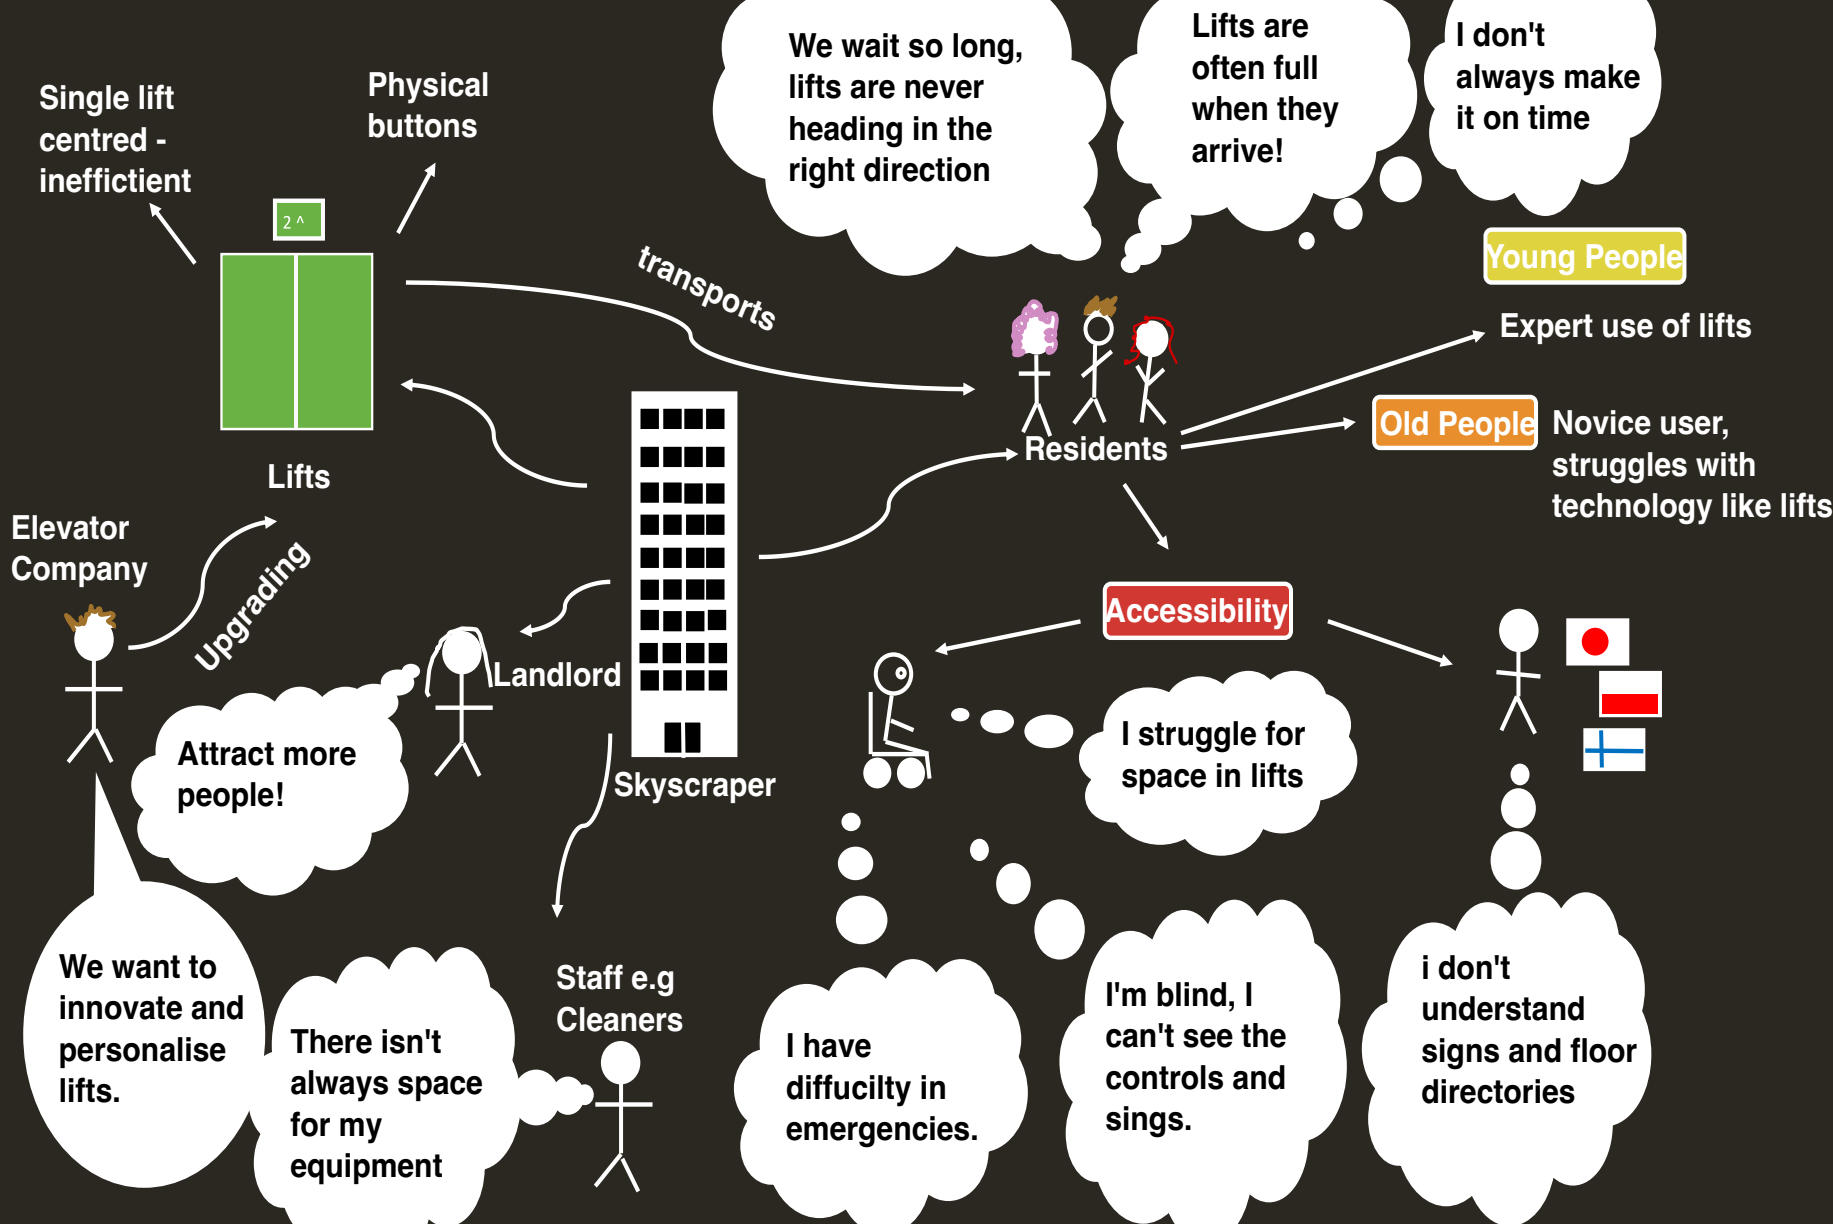 We wait so long,
lifts are never
heading in the
right direction
Lifts are
often full
when they
arrive!
I don't
always make
it on time
Single lift
centred -
ineffictient
Physical
buttons
2 ^
transports
Young People
Expert use of lifts
Old People
Novice user,
struggles with
technology like lifts
Residents
Lifts
Elevator
Company
Upgrading
Landlord
Attract more
people!
Skyscraper
Accessibility
I struggle for
space in lifts
We want to
innovate and
personalise
lifts.
There isn't
always space
for my
equipment
Staff e.g
Cleaners
I have
diffucilty in
emergencies.
I'm blind, I
can't see the
controls and
sings.
i don't
understand
signs and floor
directories